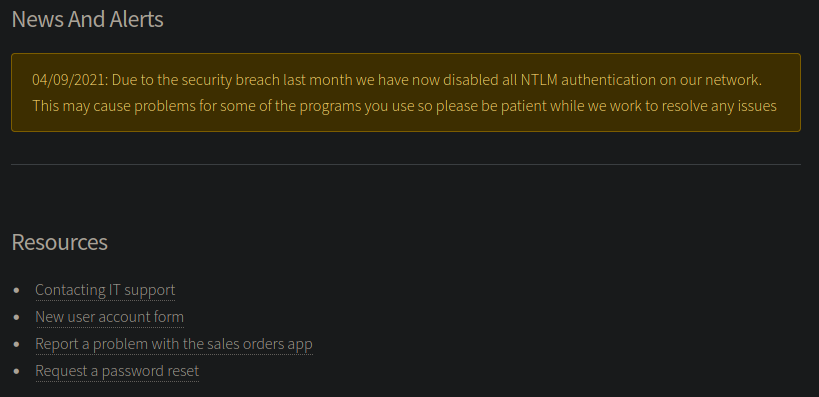 News And Alerts
04/09/2021: Due to the security breach last month we have now disabled all NTLM authentication on our network.
This may cause problems for some of the programs you use so please be patient while we work to resolve any issues
Resources
Contacting IT support
New user account form
Report a problem with the sales orders app
Request a password reset